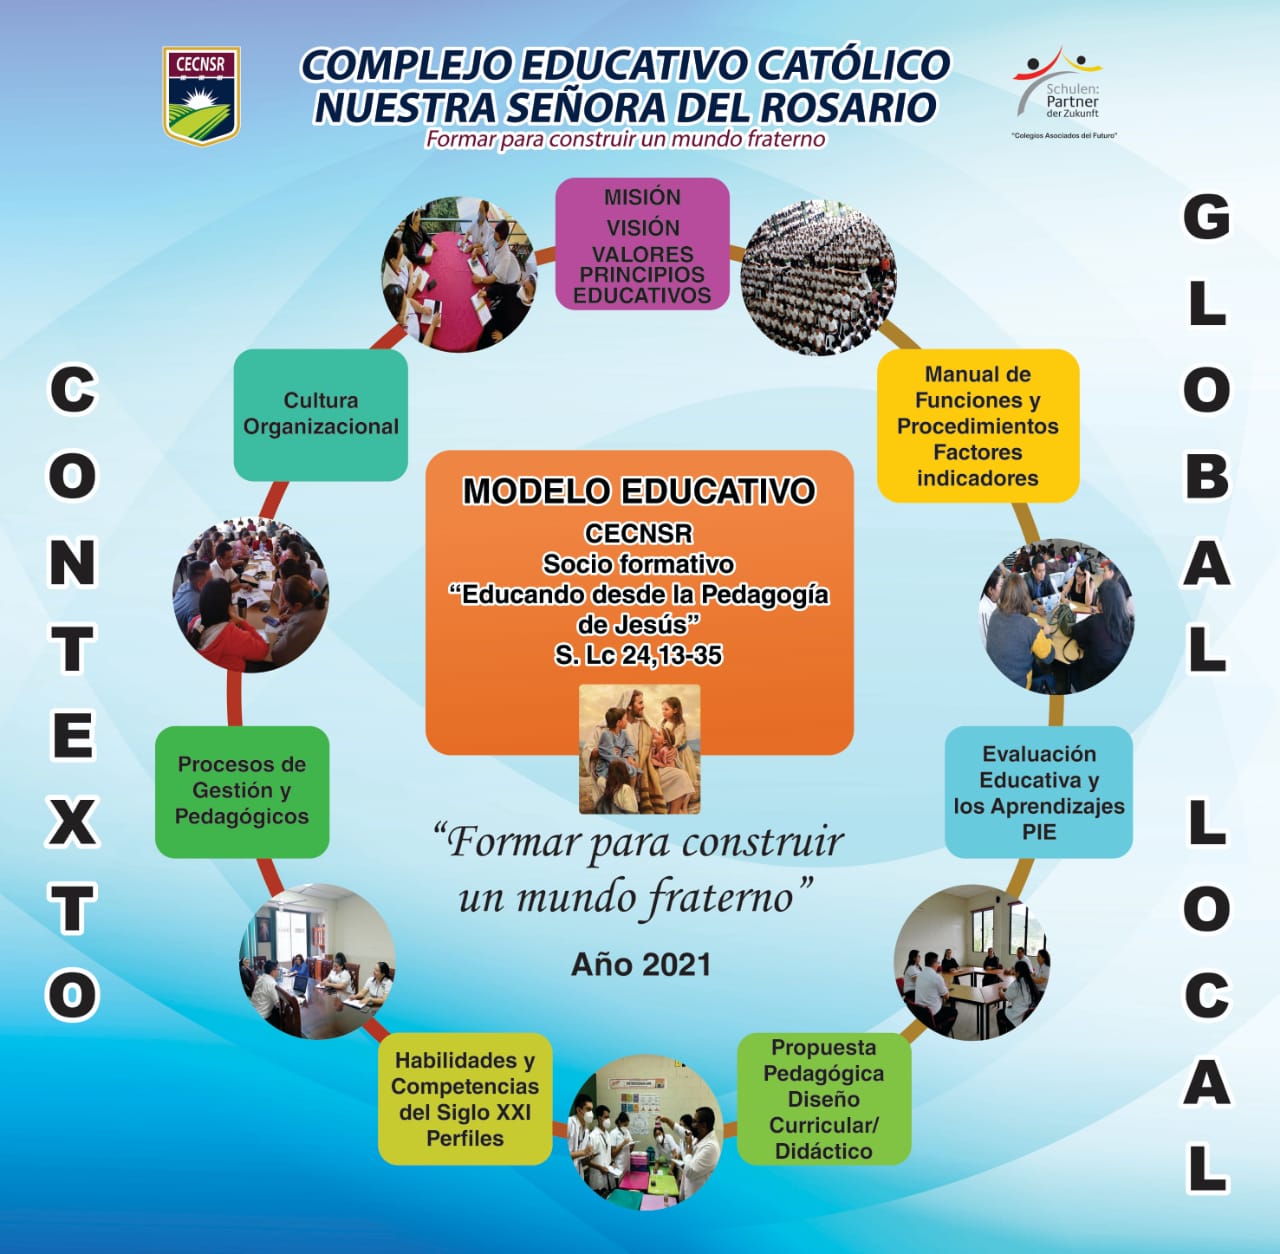 CECNSR
COMPLEJO EDUCATIVO CATÓLICO
NUESTRA SEÑORA DEL ROSARIO
Formar para construir un mundo fraterno
Schulen:
Partner
der Zukunft
"Colegios Asociados del Futuro"
MISIÓN
VISIÓN
VALORES
PRINCIPIOS
EDUCATIVOS
Cultura
Organizacional
Manual de
Funciones y
Procedimientos
Factores
indicadores
MODELO EDUCATIVO
CECNSR
Socio formativo
“Educando desde la Pedagogía
de Jesús”
S. Lc 24,13-35
Procesos de
Gestión y
Pedagógicos
Evaluación
Educativa y
los Aprendizajes
PIE
“Formar para construir
un mundo fraterno”
Año 2021
Habilidades y
Competencias
del Siglo XXI
Perfiles
Propuesta
Pedagógica
Diseño
Curricular/
Didáctico
CONTEXTO
GLOBAL LOCAL